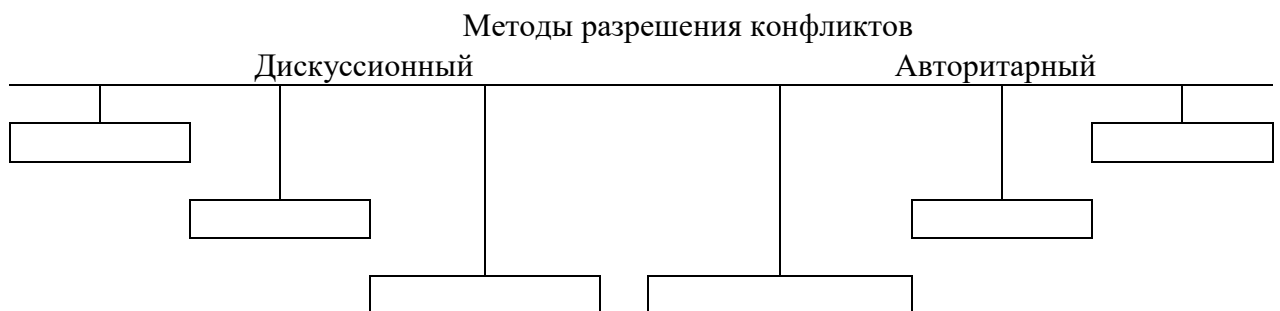 Методы разрешения конфликтов
Дискуссионный Авторитарный